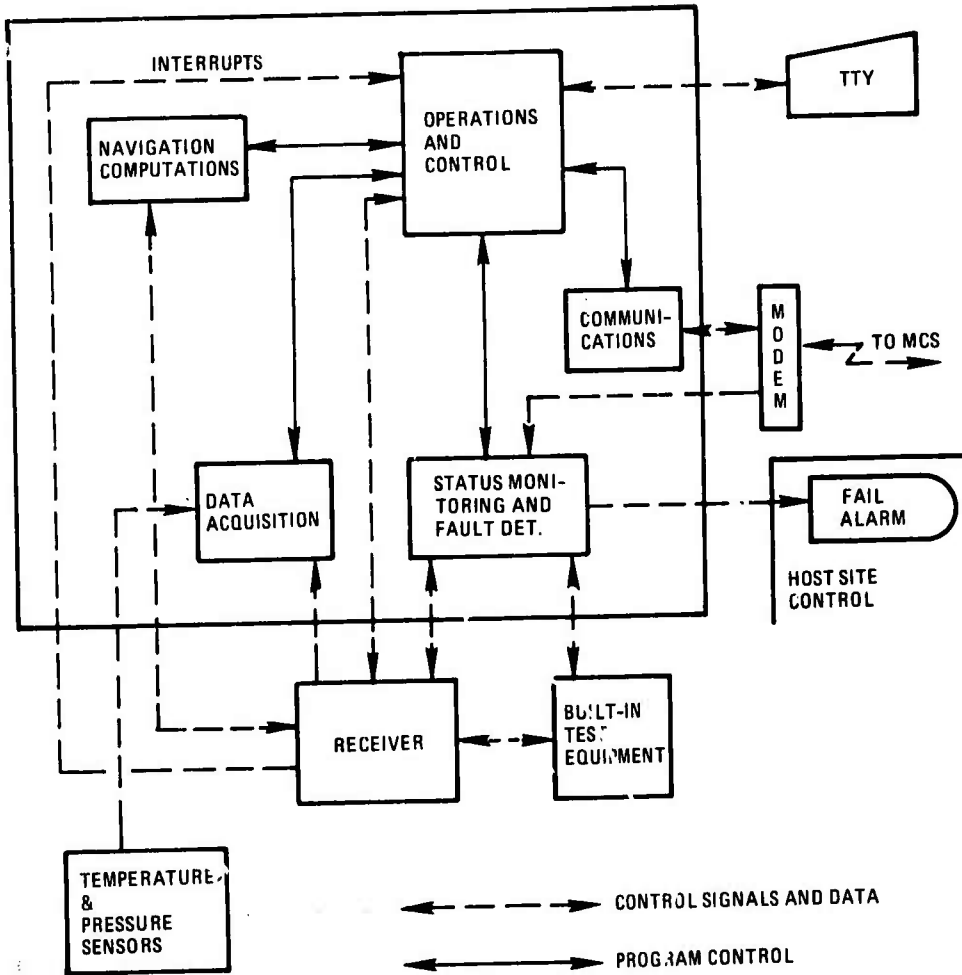 INTERRUPTS
OPERATIONS
AND
CONTROL
TTY
NAVIGATION
COMPUTATIONS
COMMUNI-
CATIONS
M
O
D
E
M
TO MCS
DATA
ACQUISITION
STATUS MONI-
TORING AND
FAULT DET.
FAIL
ALARM
HOST SITE
CONTROL
RECEIVER
BUILT-IN
TEST
EQUIPMENT
TEMPERATURE
&
PRESSURE
SENSORS
CONTROL SIGNALS AND DATA
PROGRAM CONTROL